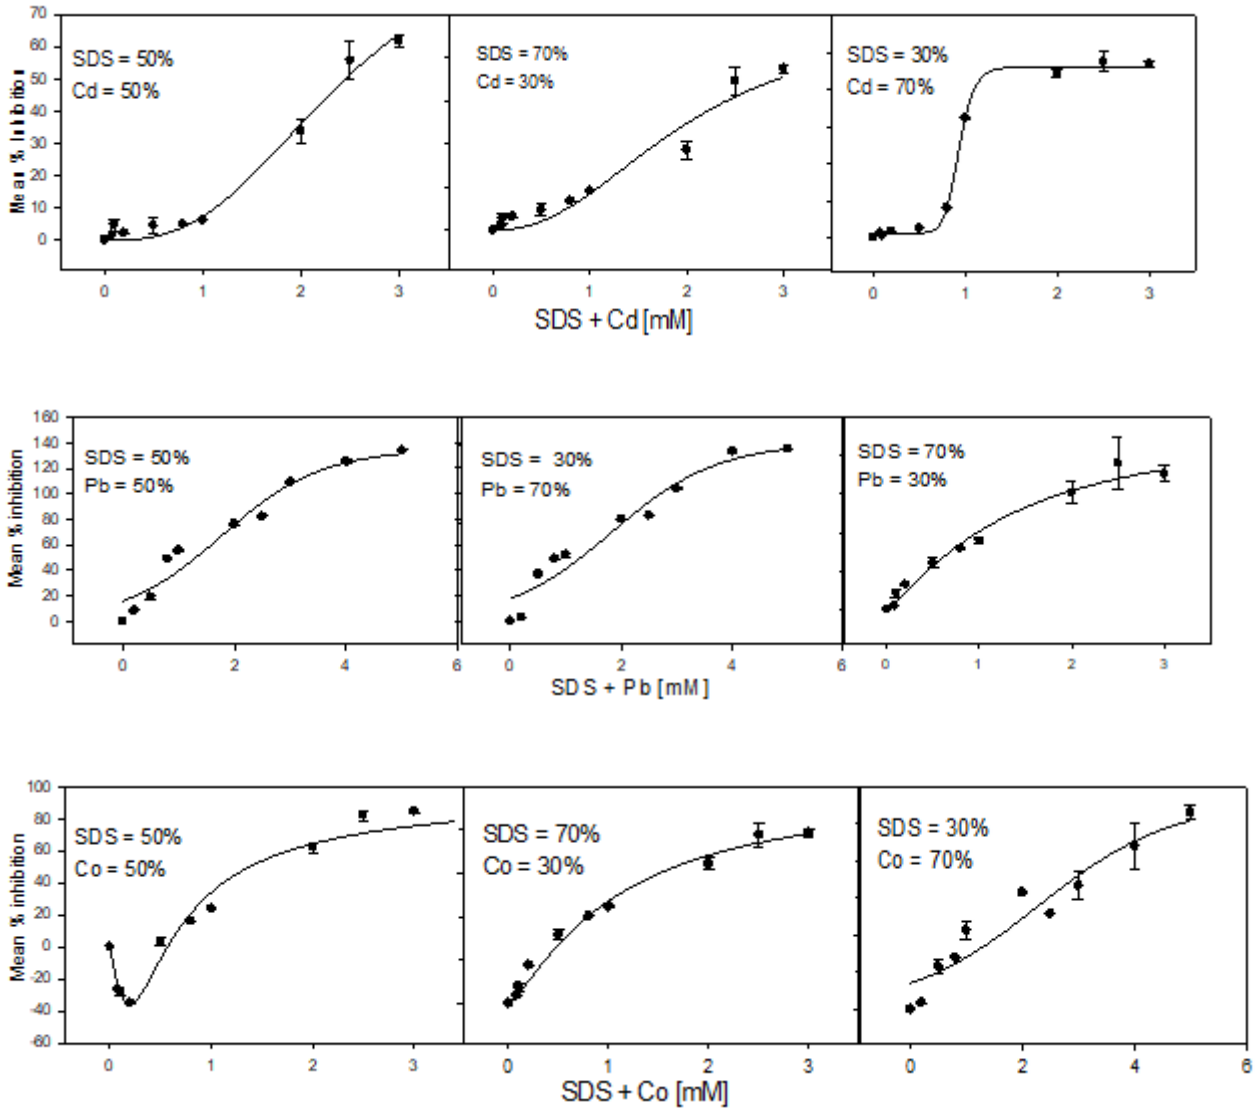 70
60
50
40
30
20
10
0
Mean % Inhibition
SDS = 50%
Cd = 50%
SDS = 70%
Cd = 30%
SDS = 30%
Cd = 70%
0 1 2 3
0 1 2 3
0 1 2 3
SDS + Cd [mM]
160
140
120
100
80
60
40
20
0
Mean % inhibition
SDS = 50%
Pb = 50%
SDS = 30%
Pb = 70%
SDS = 70%
Pb = 30%
0 2 4 6
0 2 4 6
0 1 2 3
SDS + Pb [mM]
100
80
60
40
20
0
-20
-40
-60
Mean % inhibition
SDS = 50%
Co = 50%
SDS = 70%
Co = 30%
SDS = 30%
Co = 70%
0 1 2 3
0 1 2 3
0 2 4 6
SDS + Co [mM]